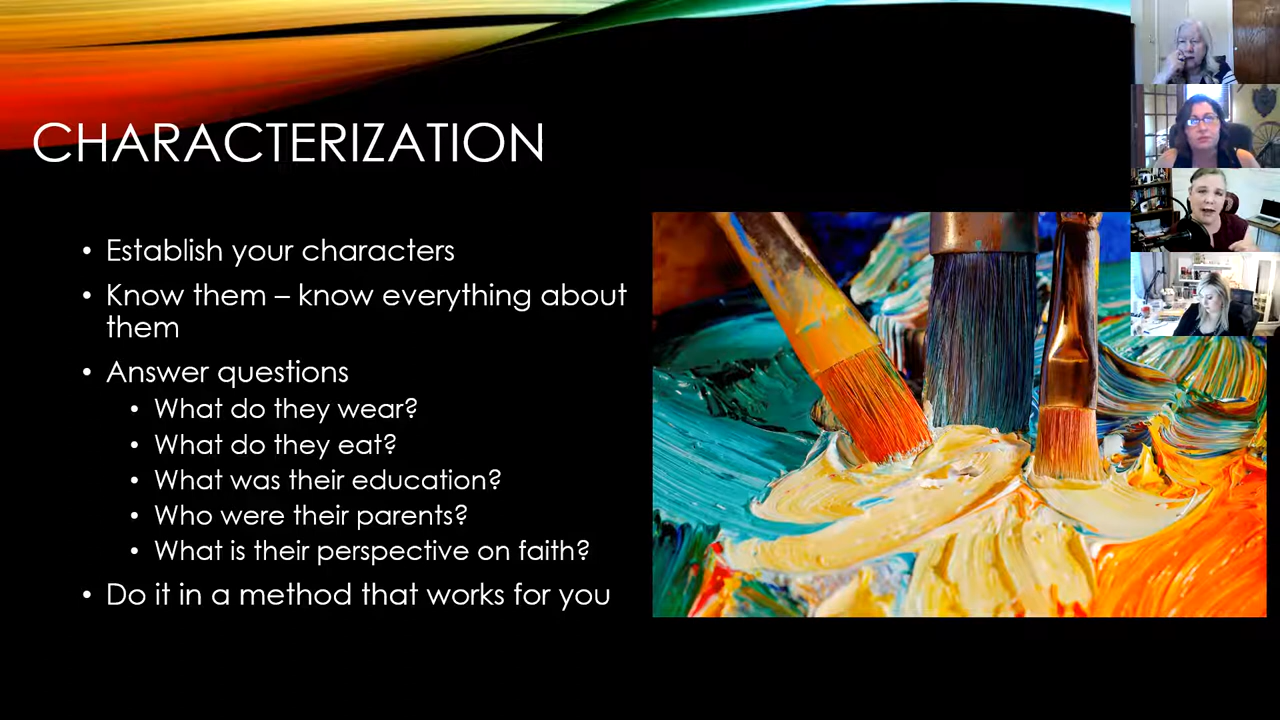 CHARACTERIZATION
• Establish your characters
• Know them – know everything about
them
• Answer questions
• What do they wear?
• What do they eat?
• What was their education?
• Who were their parents?
• What is their perspective on faith?
• Do it in a method that works for you